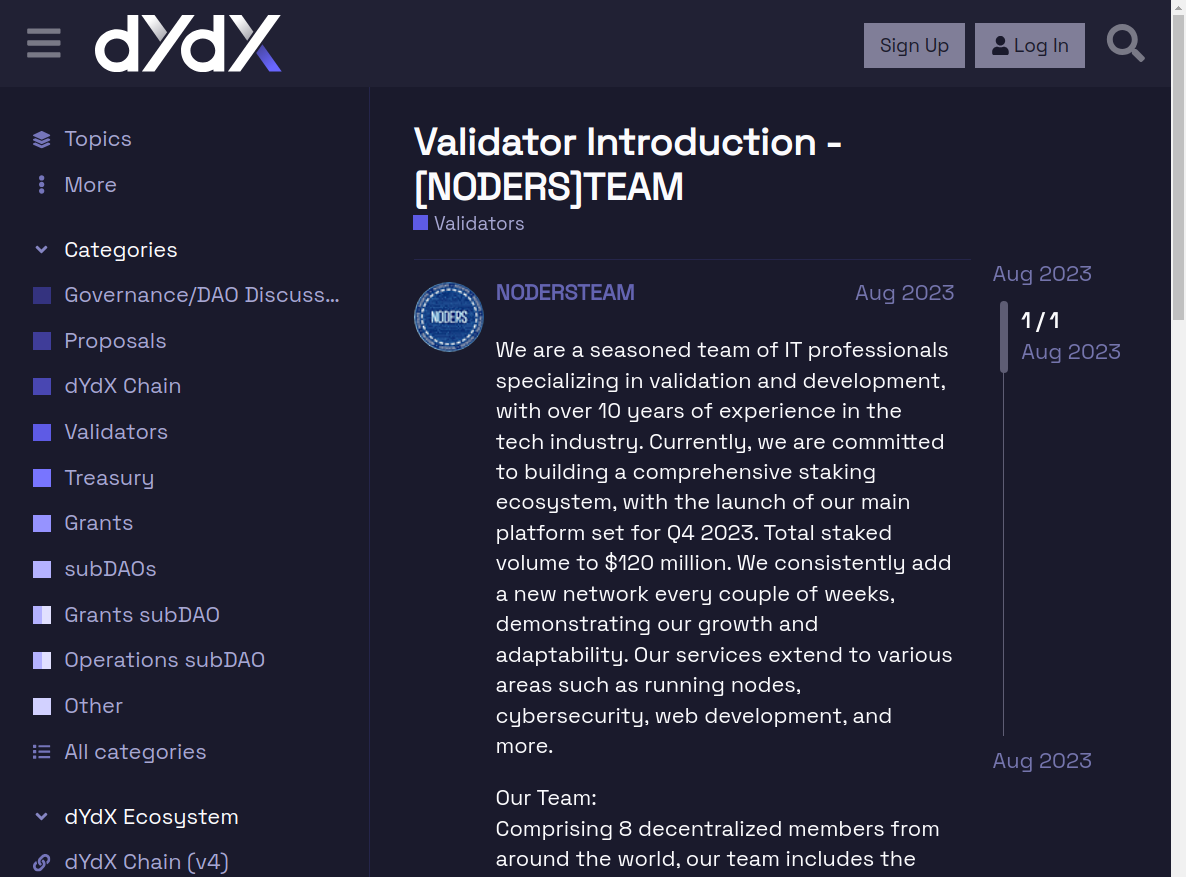 dYdX
Sign Up
Log In
Topics
More
Categories
Governance/DAO Discuss...
Proposals
dYdX Chain
Validators
Treasury
Grants
subDAOs
Grants subDAO
Operations subDAO
Other
All categories
dYdX Ecosystem
dYdX Chain (v4)
Validator Introduction -
[NODERS]TEAM
Validators
NODERS
NODERSTEAM
Aug 2023
We are a seasoned team of IT professionals
specializing in validation and development,
with over 10 years of experience in the
tech industry. Currently, we are committed
to building a comprehensive staking
ecosystem, with the launch of our main
platform set for Q4 2023. Total staked
volume to $120 million. We consistently add
a new network every couple of weeks,
demonstrating our growth and
adaptability. Our services extend to various
areas such as running nodes,
cybersecurity, web development, and
more.
Our Team:
Comprising 8 decentralized members from
around the world, our team includes the
Aug 2023
1 / 1
Aug 2023
Aug 2023